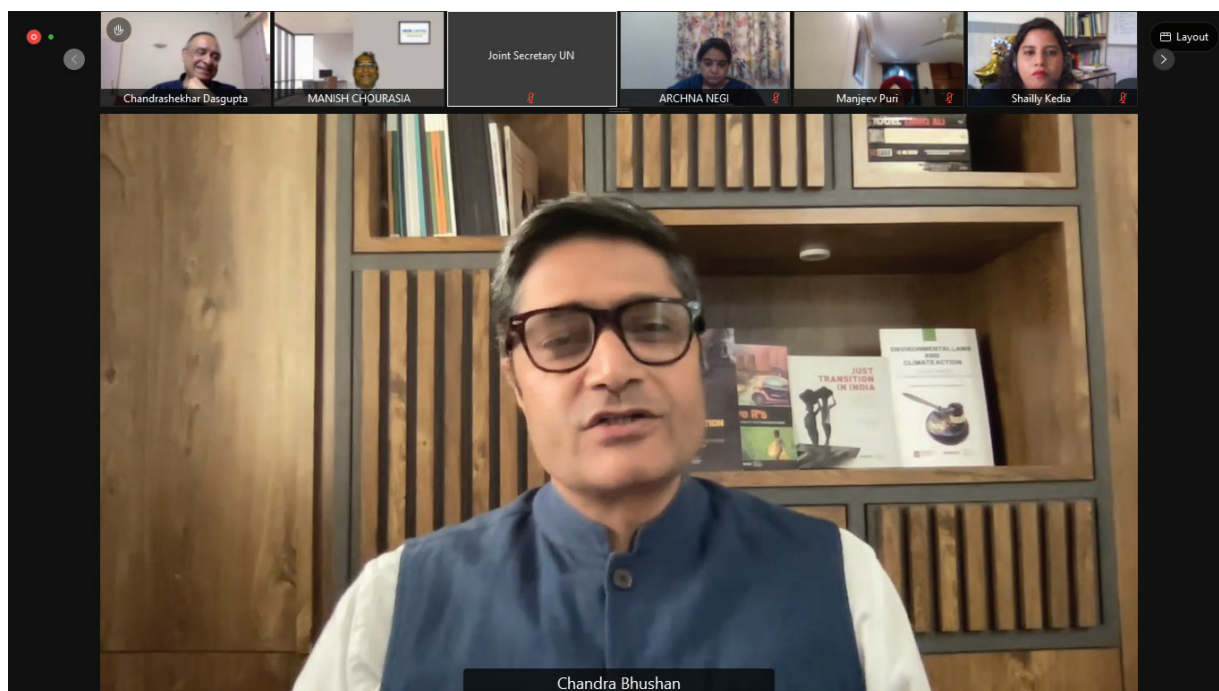 Chandrashekhar Dasgupta
MANISH CHOURASIA
Joint Secretary UN
ARCHNA NEGI
Manjeev Puri
Shailly Kedia
Layout
JUST
TRANSITION
IN INDIA
ENVIRONMENTAL LAWS
AND
CLIMATE ACTION
Chandra Bhushan